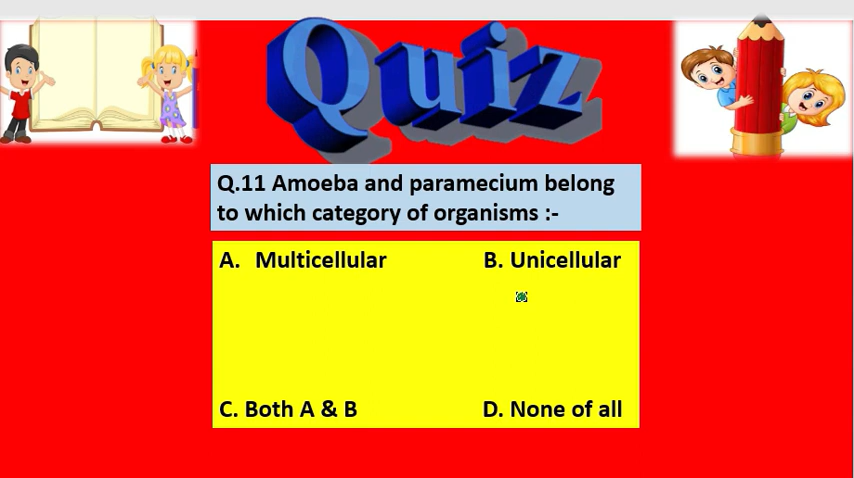 Quiz
Q.11 Amoeba and paramecium belong
to which category of organisms :-
A. Multicellular B. Unicellular
C. Both A & B D. None of all